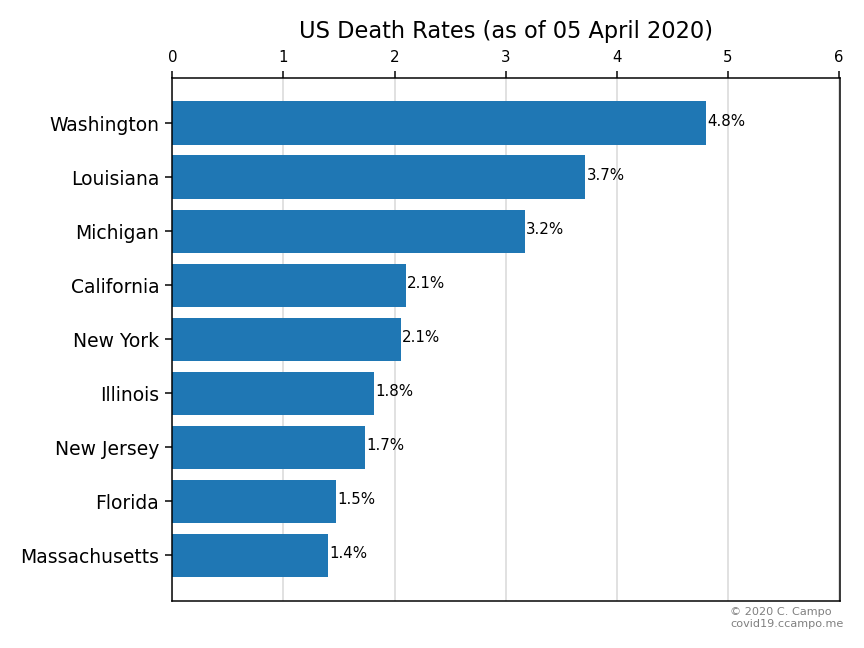 US Death Rates (as of 05 April 2020)
0 1 2 3 4 5 6
Washington 4.8%
Louisiana 3.7%
Michigan 3.2%
California 2.1%
New York 2.1%
Illinois 1.8%
New Jersey 1.7%
Florida 1.5%
Massachusetts 1.4%
© 2020 C. Campo
covid19.ccampo.me